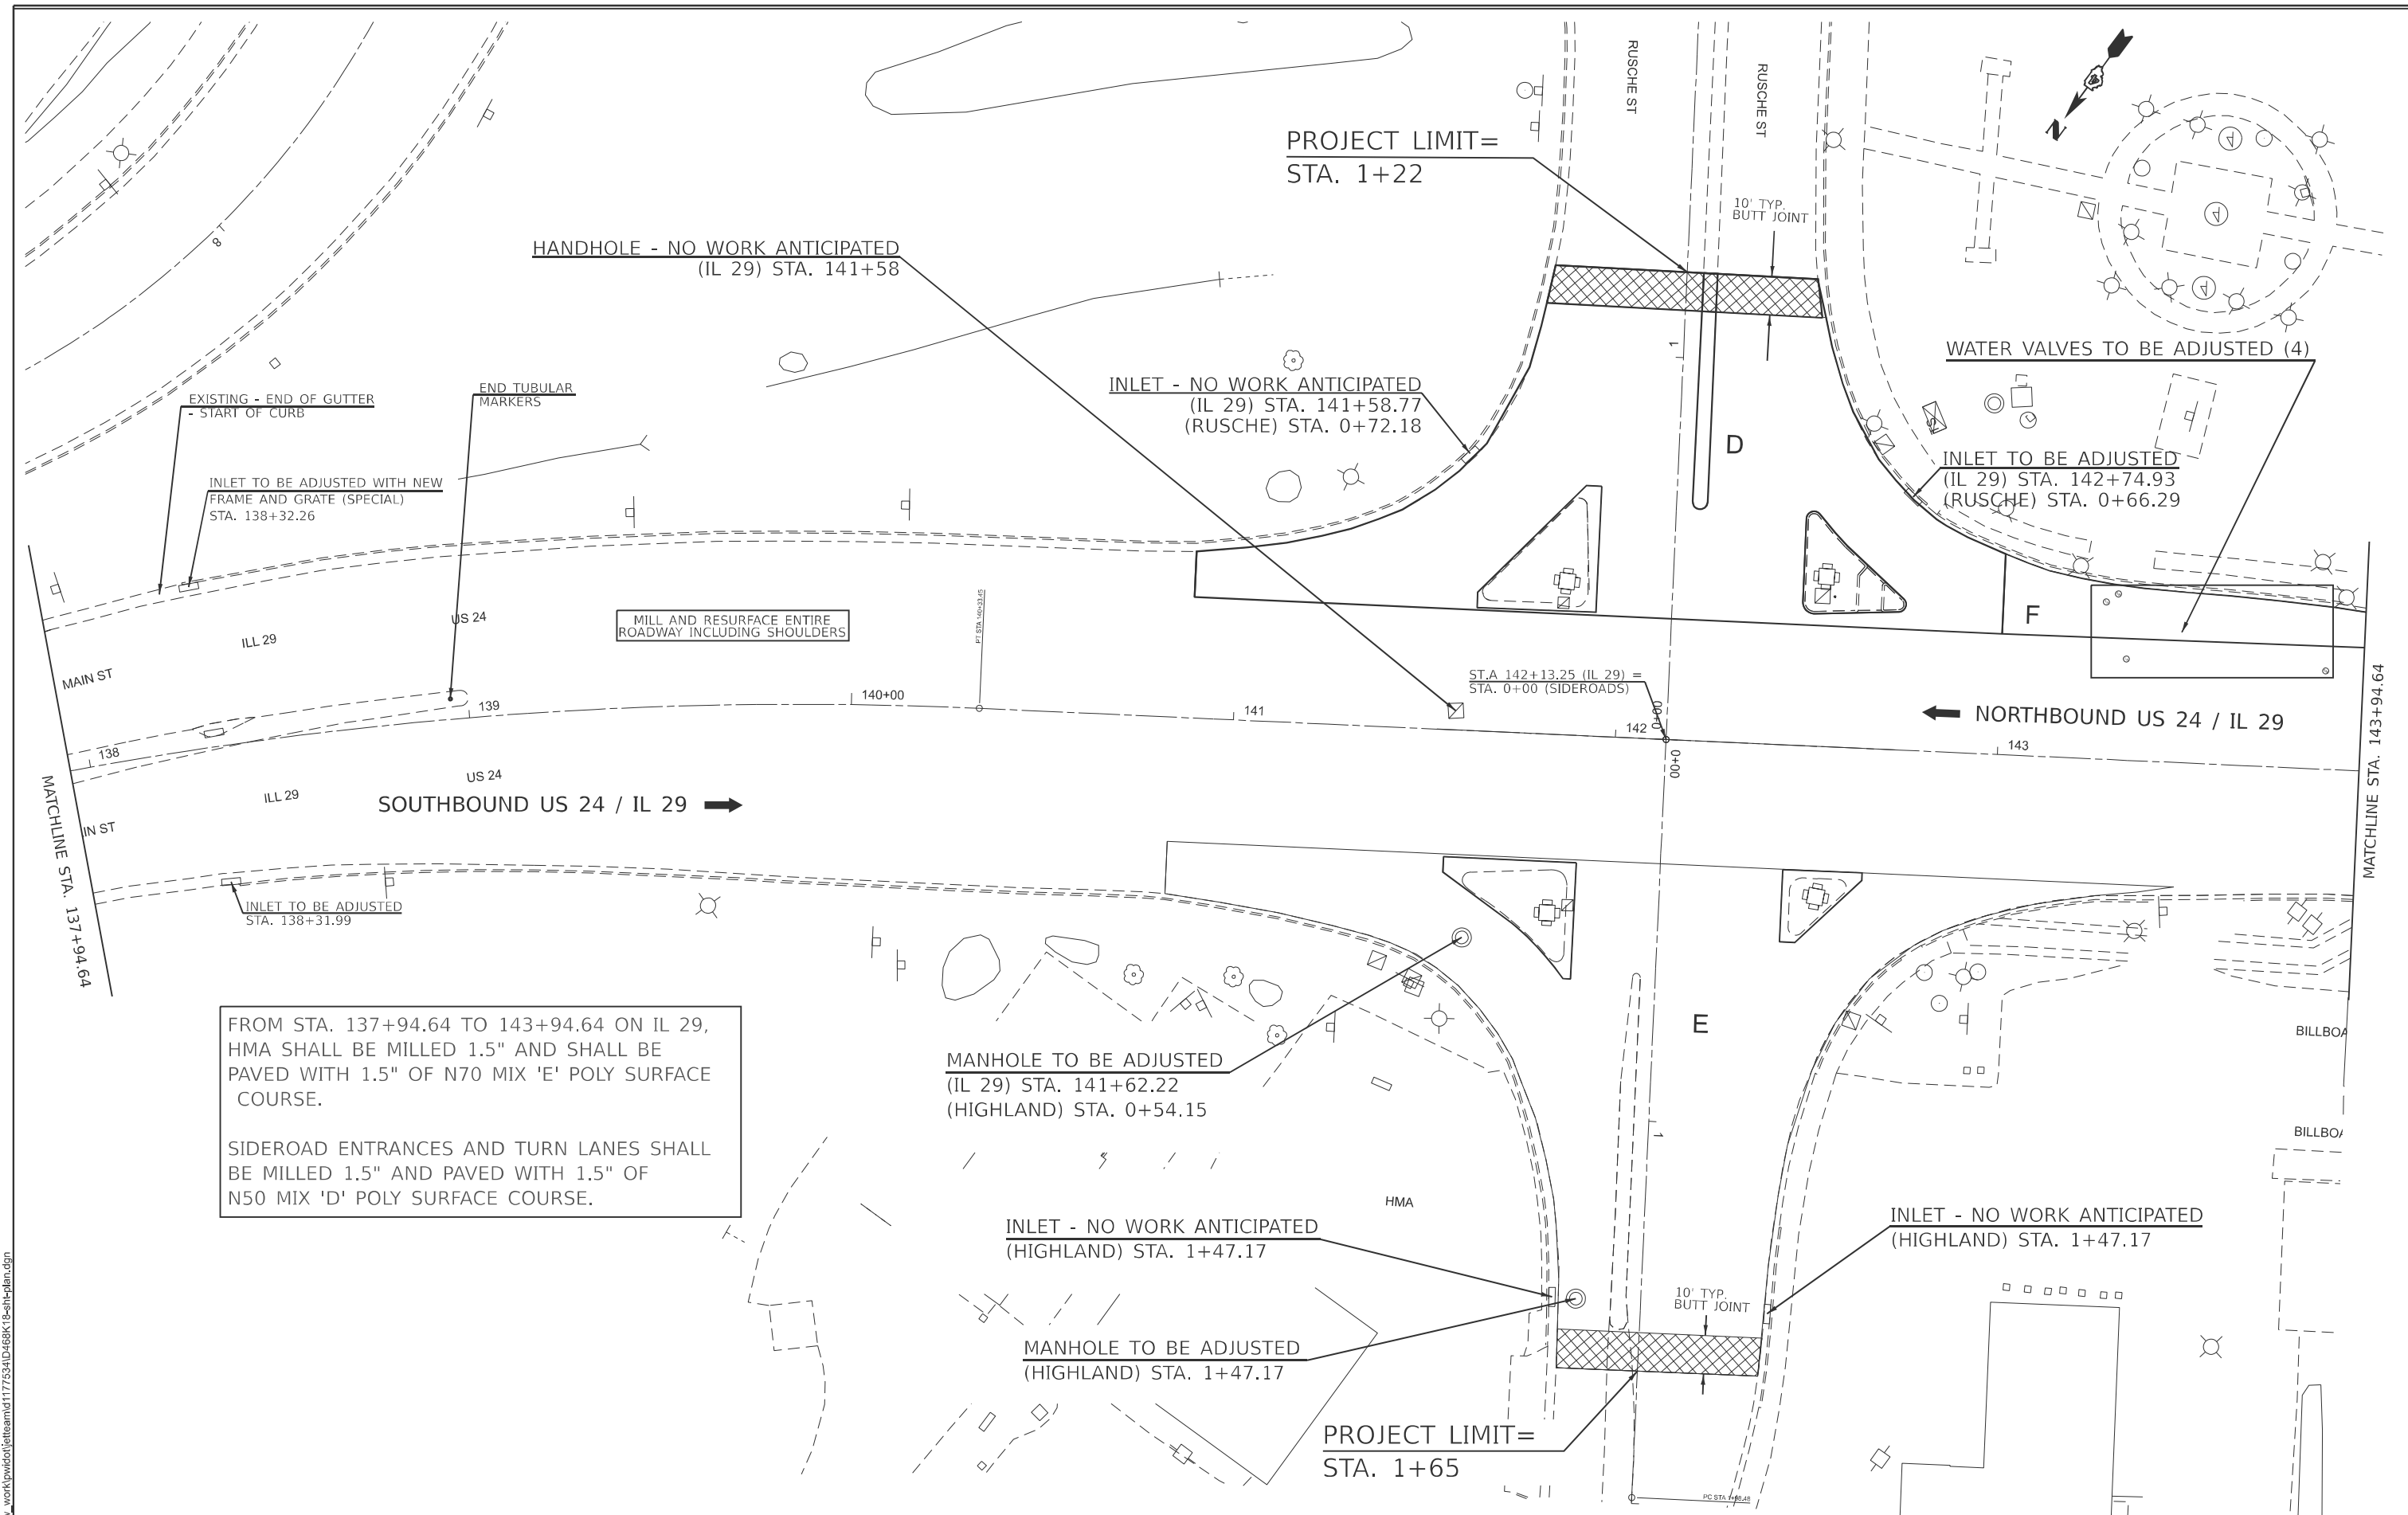 RUSCHE ST
RUSCHE ST
N
PROJECT LIMIT=
STA. 1+22
10' TYP.
BUTT JOINT
HANDHOLE - NO WORK ANTICIPATED
(IL 29) STA. 141+58
8
WATER VALVES TO BE ADJUSTED (4)
1
INLET - NO WORK ANTICIPATED
(IL 29) STA. 141+58.77
(RUSCHE) STA. 0+72.18
END TUBULAR
MARKERS
EXISTING - END OF GUTTER
- START OF CURB
D
INLET TO BE ADJUSTED
(IL 29) STA. 142+74.93
(RUSCHE) STA. 0+66.29
INLET TO BE ADJUSTED WITH NEW
FRAME AND GRATE (SPECIAL)
STA. 138+32.26
US 24
ILL 29
MAIN ST
MILL AND RESURFACE ENTIRE
ROADWAY INCLUDING SHOULDERS
PT STA 140+33.45
F
ST.A 142+13.25 (IL 29) =
STA. 0+00 (SIDEROADS)
138
139
140+00
141
142
0+00
0+00
143
NORTHBOUND US 24 / IL 29
MATCHLINE STA. 143+94.64
US 24
ILL 29
IN ST
SOUTHBOUND US 24 / IL 29
MATCHLINE STA. 137+94.64
INLET TO BE ADJUSTED
STA. 138+31.99
FROM STA. 137+94.64 TO 143+94.64 ON IL 29,
HMA SHALL BE MILLED 1.5" AND SHALL BE
PAVED WITH 1.5" OF N70 MIX 'E' POLY SURFACE
COURSE.
SIDEROAD ENTRANCES AND TURN LANES SHALL
BE MILLED 1.5" AND PAVED WITH 1.5" OF
N50 MIX 'D' POLY SURFACE COURSE.
E
BILLBOA
MANHOLE TO BE ADJUSTED
(IL 29) STA. 141+62.22
(HIGHLAND) STA. 0+54.15
1
BILLBOA
HMA
INLET - NO WORK ANTICIPATED
(HIGHLAND) STA. 1+47.17
INLET - NO WORK ANTICIPATED
(HIGHLAND) STA. 1+47.17
10' TYP.
BUTT JOINT
MANHOLE TO BE ADJUSTED
(HIGHLAND) STA. 1+47.17
PROJECT LIMIT=
STA. 1+65
PC STA